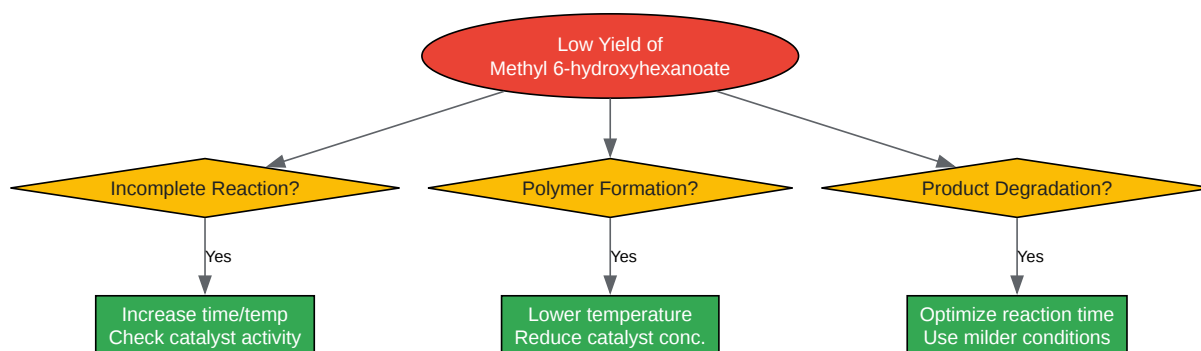 Low Yield of
Methyl 6-hydroxyhexanoate
Incomplete Reaction?
Polymer Formation?
Product Degradation?
Yes
Yes
Yes
Increase time/temp
Check catalyst activity
Lower temperature
Reduce catalyst conc.
Optimize reaction time
Use milder conditions